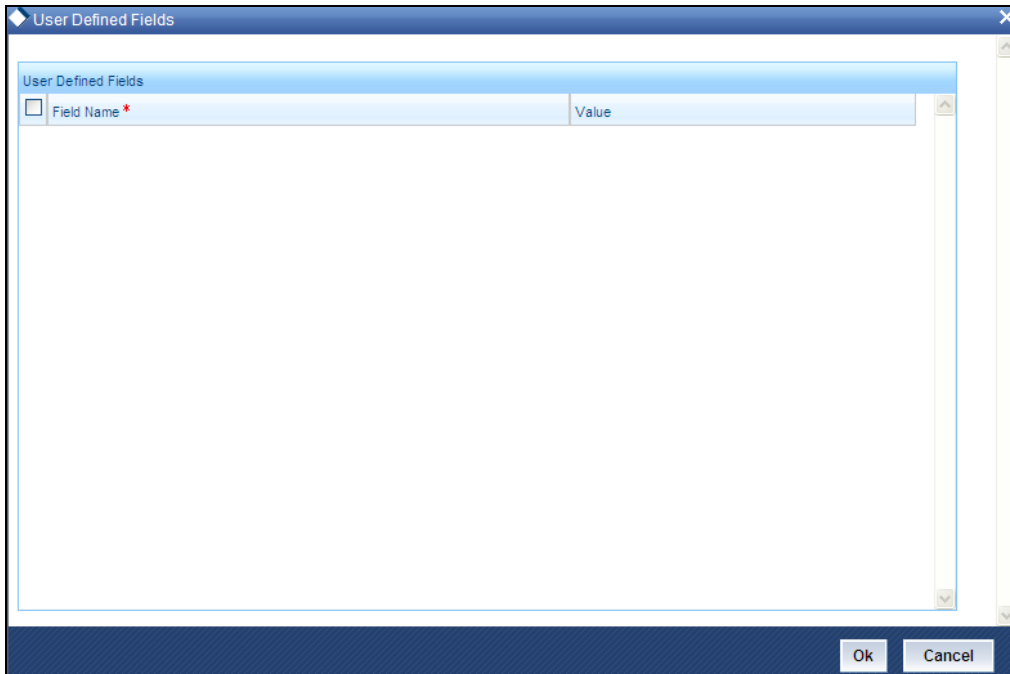 User Defined Fields
User Defined Fields
Field Name * Value
Ok Cancel